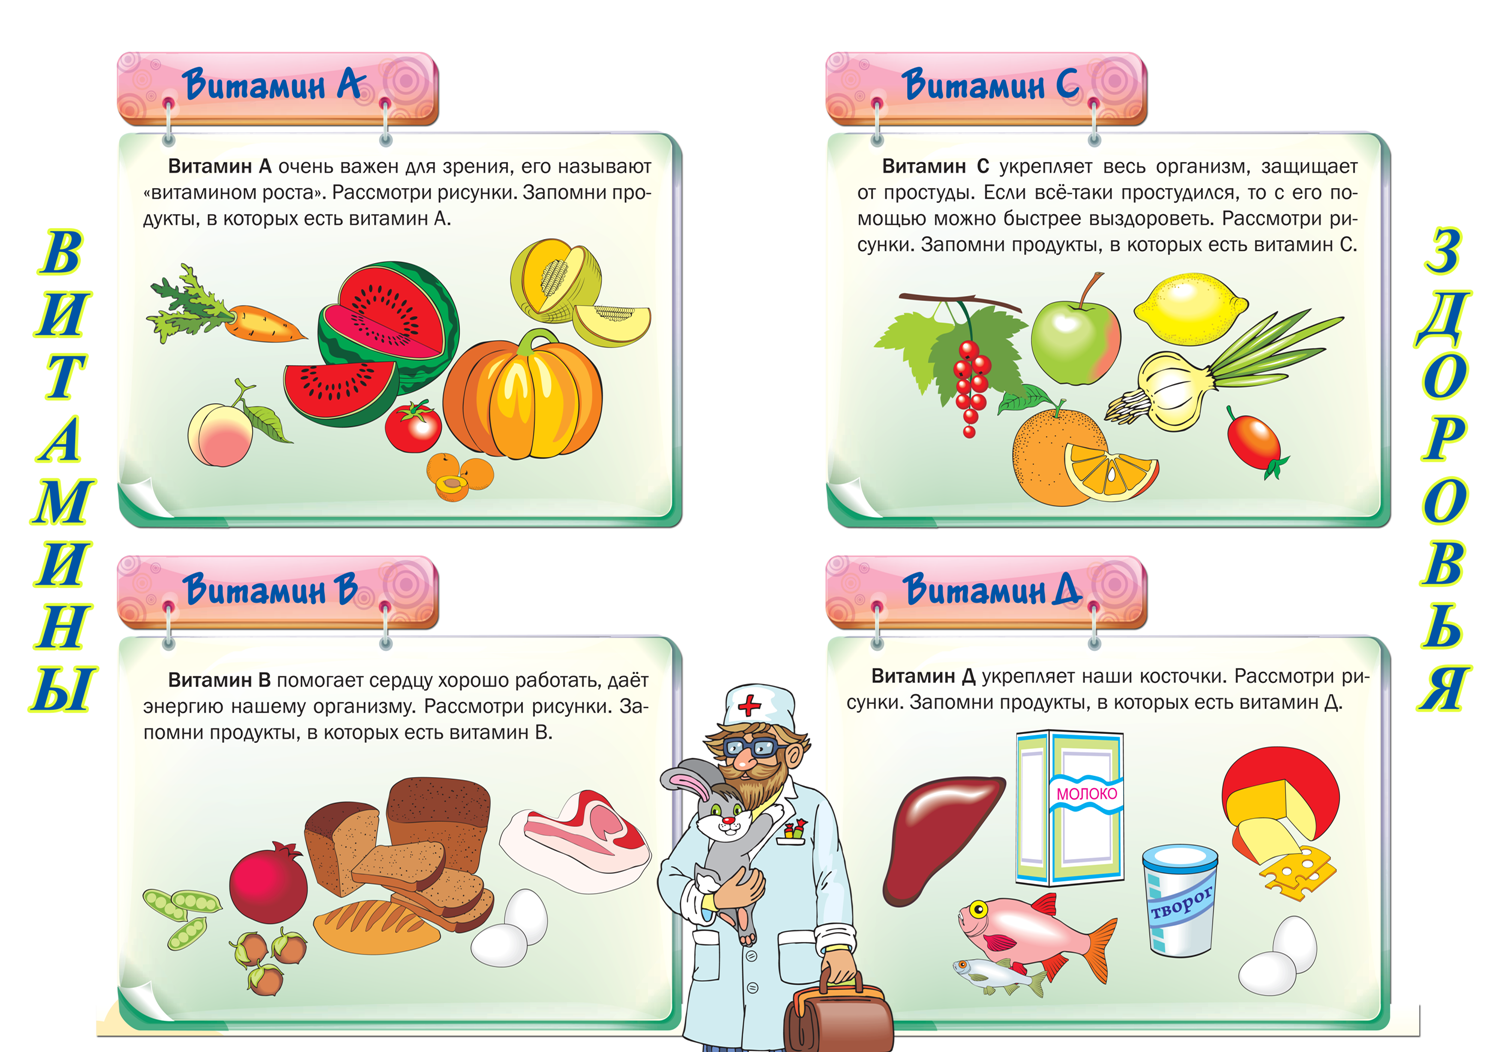 ВИТАМИНЫ
Витамин А
Витамин А очень важен для зрения, его называют
«витамином роста». Рассмотри рисунки. Запомни про-
дукты, в которых есть витамин А.
Витамин С
Витамин С укрепляет весь организм, защищает
от простуды. Если всё-таки простудился, то с его по-
мощью можно быстрее выздороветь. Рассмотри ри-
сунки. Запомни продукты, в которых есть витамин С.
Витамин В
Витамин В помогает сердцу хорошо работать, даёт
энергию нашему организму. Рассмотри рисунки. За-
помни продукты, в которых есть витамин В.
Витамин Д
Витамин Д укрепляет наши косточки. Рассмотри ри-
сунки. Запомни продукты, в которых есть витамин Д.
МОЛОКО
творог
ЗДОРОВЬЯ